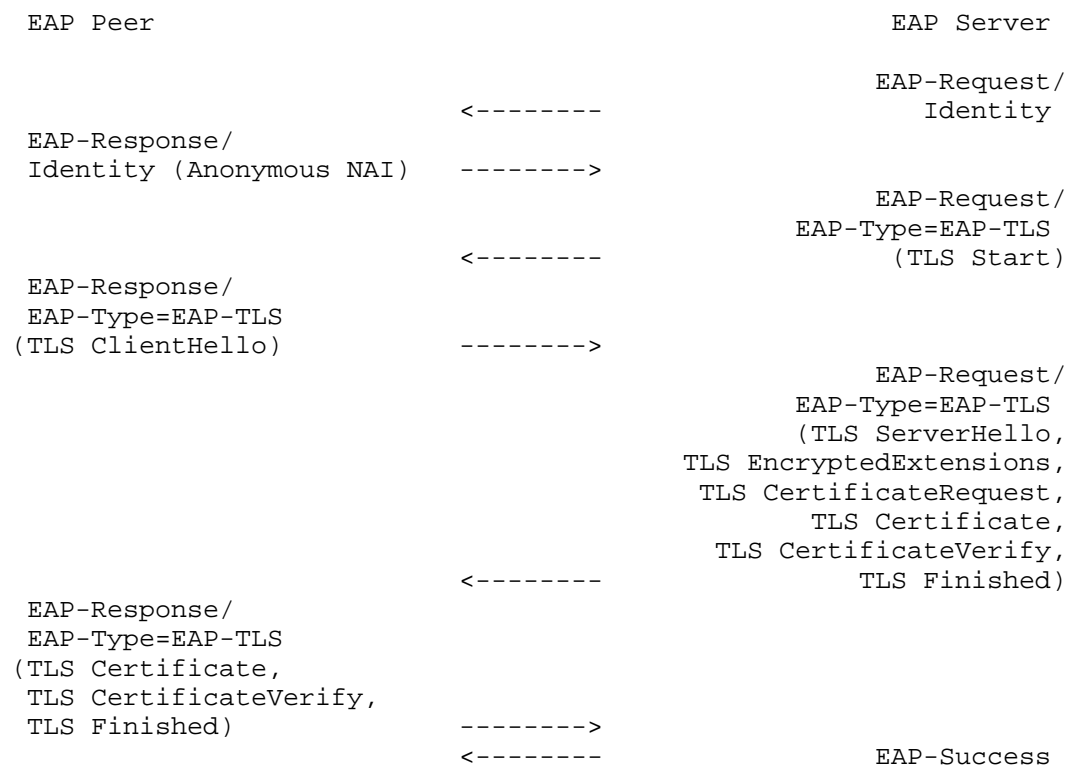 EAP Peer                                              EAP Server

                                                     EAP-Request/
                           <--------                    Identity
EAP-Response/
Identity (Anonymous NAI)   -------->
                                                     EAP-Request/
                                                EAP-Type=EAP-TLS
                           <--------                  (TLS Start)
EAP-Response/
EAP-Type=EAP-TLS
(TLS ClientHello)          -------->
                                                     EAP-Request/
                                                EAP-Type=EAP-TLS
                                                (TLS ServerHello,
                                         TLS EncryptedExtensions,
                                          TLS CertificateRequest,
                                                 TLS Certificate,
                                           TLS CertificateVerify,
                           <--------                TLS Finished)
EAP-Response/
EAP-Type=EAP-TLS
(TLS Certificate,
TLS CertificateVerify,
TLS Finished)              -------->
                           <--------                 EAP-Success